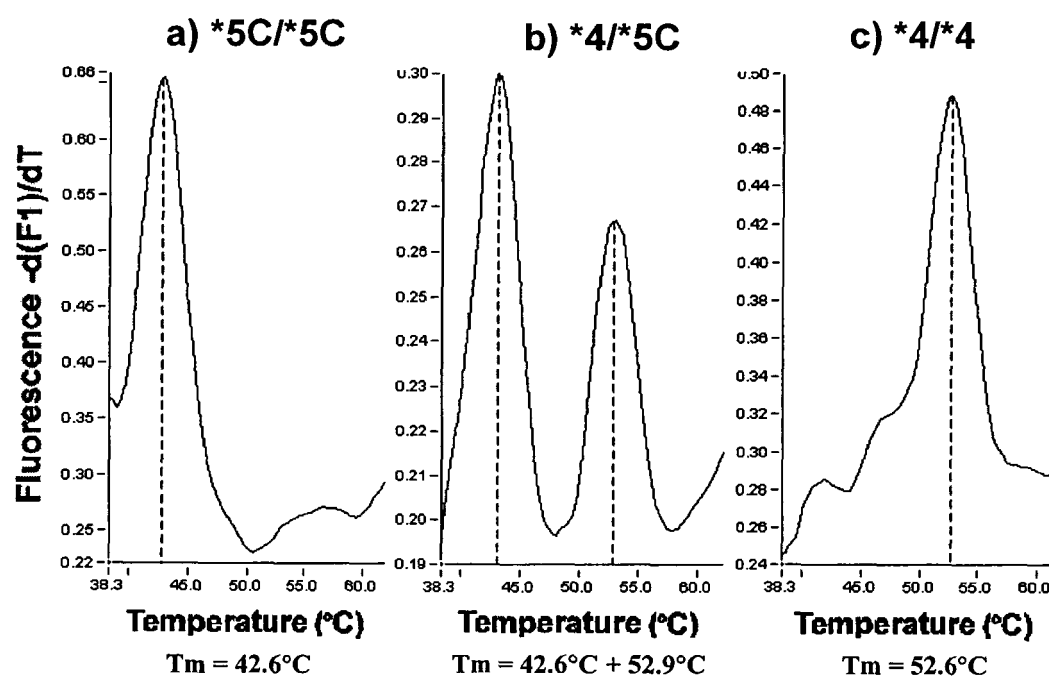 a) *5C/*5C
b) *4/*5C
c) *4/*4
Fluorescence -d(F1)/dT
0.66
0.60
0.55
0.50
0.45
0.40
0.35
0.30
0.25
0.22
38.3 45.0 50.0 55.0 60.0
Temperature (°C)
Tm = 42.6°C
0.30
0.29
0.28
0.27
0.26
0.25
0.24
0.23
0.22
0.21
0.20
0.19
38.3 45.0 50.0 55.0 60.0
Temperature (°C)
Tm = 42.6°C + 52.9°C
0.50
0.48
0.46
0.44
0.42
0.40
0.38
0.36
0.34
0.32
0.30
0.28
0.26
0.24
38.3 45.0 50.0 55.0 60.0
Temperature (°C)
Tm = 52.6°C